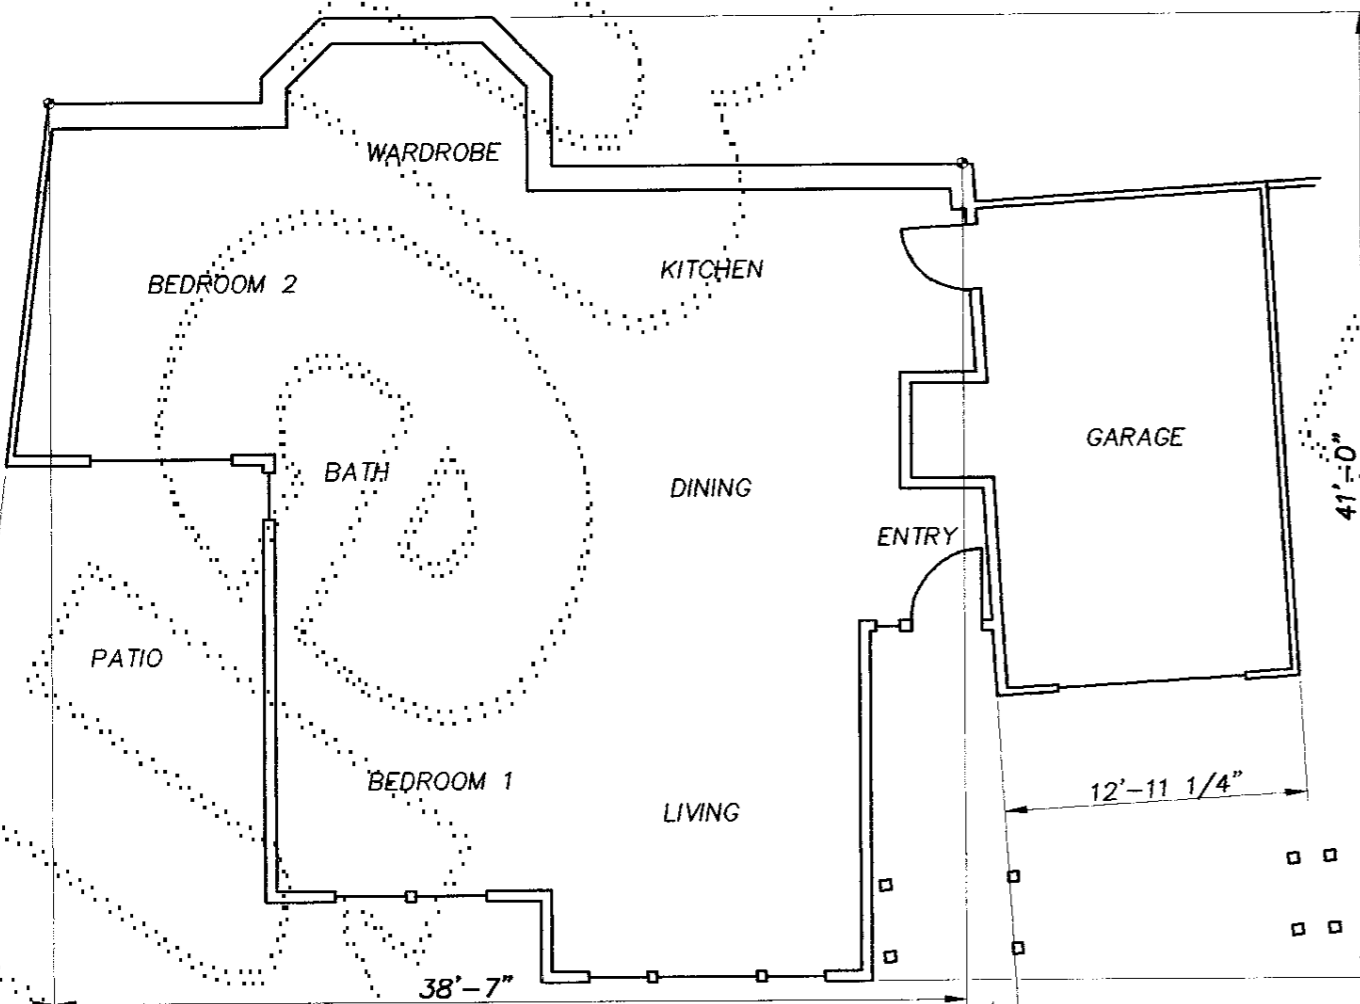 WARDROBE
KITCHEN
BEDROOM 2
GARAGE
41'-0"
BATH
DINING
ENTRY
PATIO
BEDROOM 1
12'-11 1/4"
LIVING
38'-7"